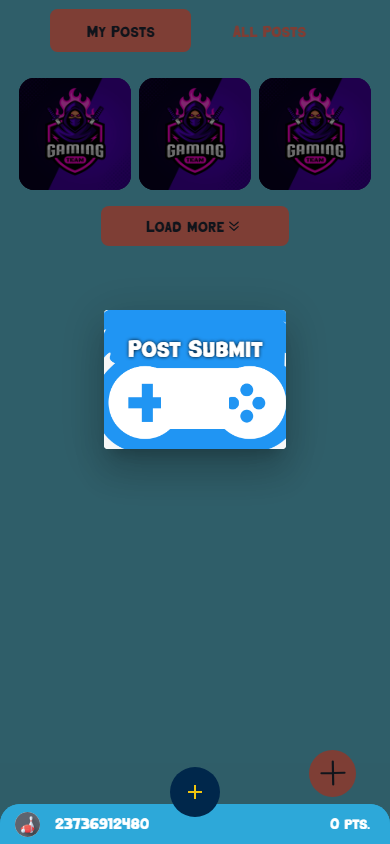 My Posts
All Posts
GAMING
TEAM
GAMING
TEAM
GAMING
TEAM
Load more
Post Submit
23736912480
0 pts.